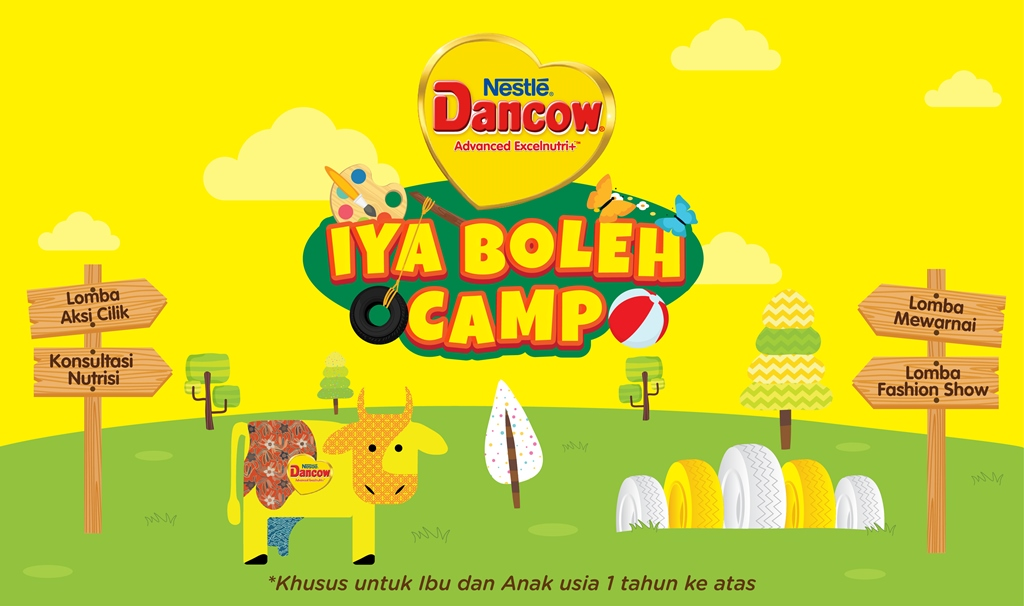 Nestlé®
Dancow®
Advanced Excelnutri+™
IYA BOLEH
CAMP
Lomba
Aksi Cilik
Konsultasi
Nutrisi
Lomba
Mewarnai
Lomba
Fashion Show
Nestlé
Dancow
*Khusus untuk Ibu dan Anak usia 1 tahun ke atas